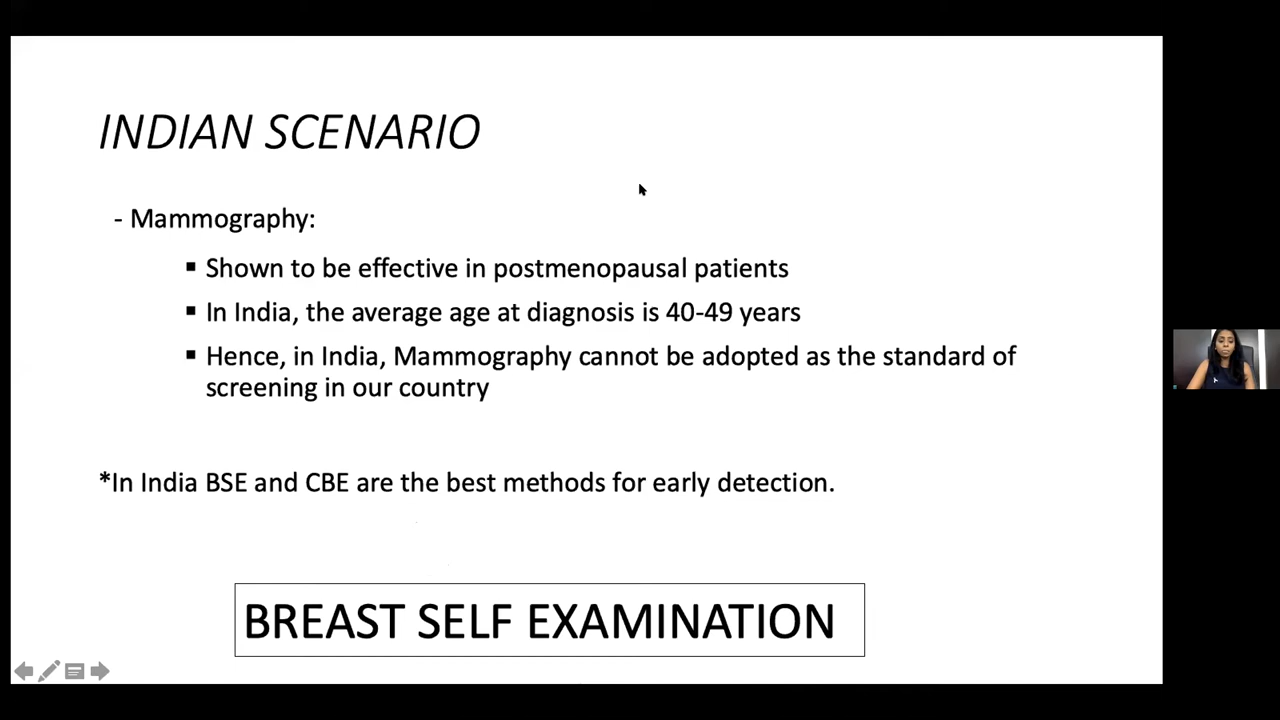 INDIAN SCENARIO
- Mammography:
▪ Shown to be effective in postmenopausal patients
▪ In India, the average age at diagnosis is 40-49 years
▪ Hence, in India, Mammography cannot be adopted as the standard of
screening in our country
*In India BSE and CBE are the best methods for early detection.
BREAST SELF EXAMINATION